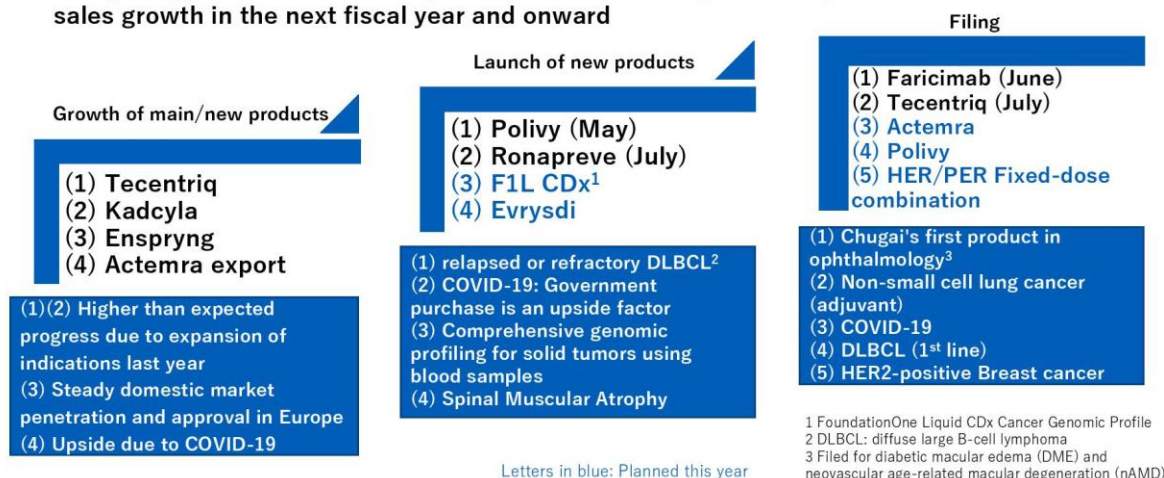 sales growth in the next fiscal year and onward
Growth of main/new products
(1) Tecentriq
(2) Kadcyla
(3) Enspryng
(4) Actemra export
(1)(2) Higher than expected
progress due to expansion of
indications last year
(3) Steady domestic market
penetration and approval in Europe
(4) Upside due to COVID-19
Launch of new products
(1) Polivy (May)
(2) Ronapreve (July)
(3) F1L CDx1
(4) Evrysdi
(1) relapsed or refractory DLBCL2
(2) COVID-19: Government
purchase is an upside factor
(3) Comprehensive genomic
profiling for solid tumors using
blood samples
(4) Spinal Muscular Atrophy
Letters in blue: Planned this year
Filing
(1) Faricimab (June)
(2) Tecentriq (July)
(3) Actemra
(4) Polivy
(5) HER/PER Fixed-dose
combination
(1) Chugai's first product in
ophthalmology3
(2) Non-small cell lung cancer
(adjuvant)
(3) COVID-19
(4) DLBCL (1st line)
(5) HER2-positive Breast cancer
1 FoundationOne Liquid CDx Cancer Genomic Profile
2 DLBCL: diffuse large B-cell lymphoma
3 Filed for diabetic macular edema (DME) and
neovascular age-related macular degeneration (nAMD)